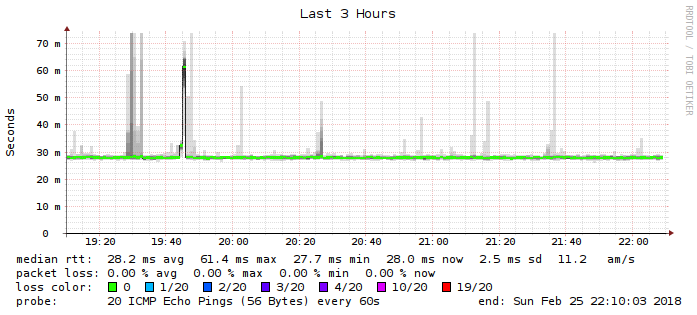 Last 3 Hours
RRDTOOL / TOBI OETIKER
Seconds
70 m
60 m
50 m
40 m
30 m
20 m
10 m
0
19:20 19:40 20:00 20:20 20:40 21:00 21:20 21:40 22:00
median rtt: 28.2 ms avg 61.4 ms max 27.7 ms min 28.0 ms now 2.5 ms sd 11.2 am/s
packet loss: 0.00 % avg 0.00 % max 0.00 % min 0.00 % now
loss color: 0 1/20 2/20 3/20 4/20 10/20 19/20
probe: 20 ICMP Echo Pings (56 Bytes) every 60s end: Sun Feb 25 22:10:03 2018